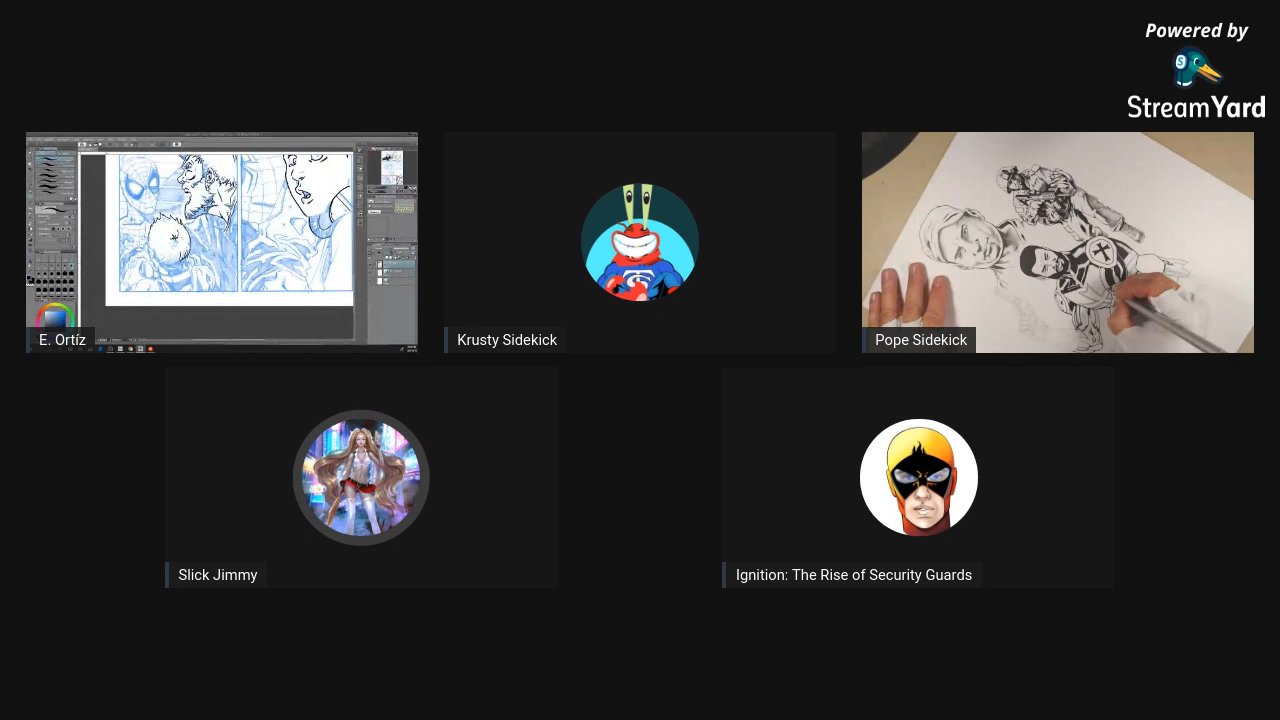 Powered by
StreamYard
E. Ortíz
Krusty Sidekick
Pope Sidekick
Slick Jimmy
Ignition: The Rise of Security Guards